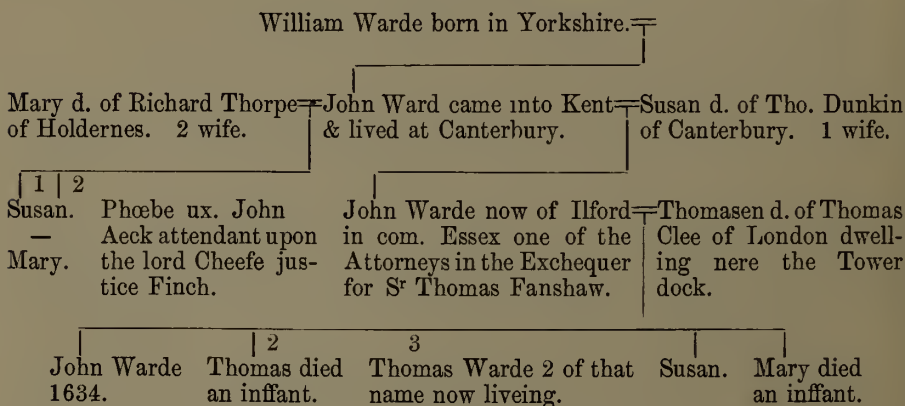 William Warde born in Yorkshire.
Mary d. of Richard Thorpe
of Holdernes. 2 wife.
John Ward came into Kent
& lived at Canterbury.
Susan d. of Tho. Dunkin
of Canterbury. 1 wife.
1 2
Susan.
—
Mary.
Phœbe ux. John
Aeck attendant upon
the lord Cheefe jus-
tice Finch.
John Warde now of Ilford
in com. Essex one of the
Attorneys in the Exchequer
for Sr Thomas Fanshaw.
Thomasen d. of Thomas
Clee of London dwell-
ing nere the Tower
dock.
John Warde
1634.
2
Thomas died
an inffant.
3
Thomas Warde 2 of that
name now liveing.
Susan.
Mary died
an inffant.